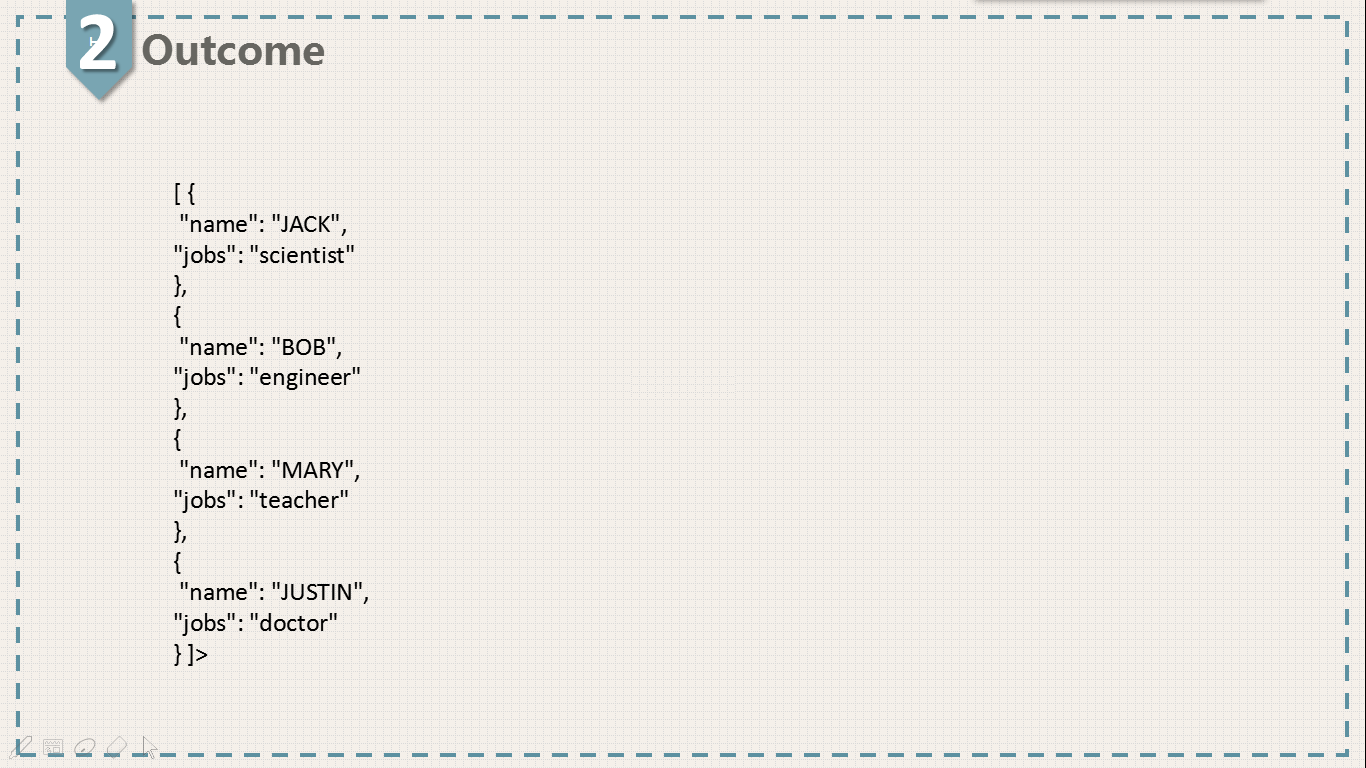 2 Outcome
[ {
"name": "JACK",
"jobs": "scientist"
},
{
"name": "BOB",
"jobs": "engineer"
},
{
"name": "MARY",
"jobs": "teacher"
},
{
"name": "JUSTIN",
"jobs": "doctor"
} ]>